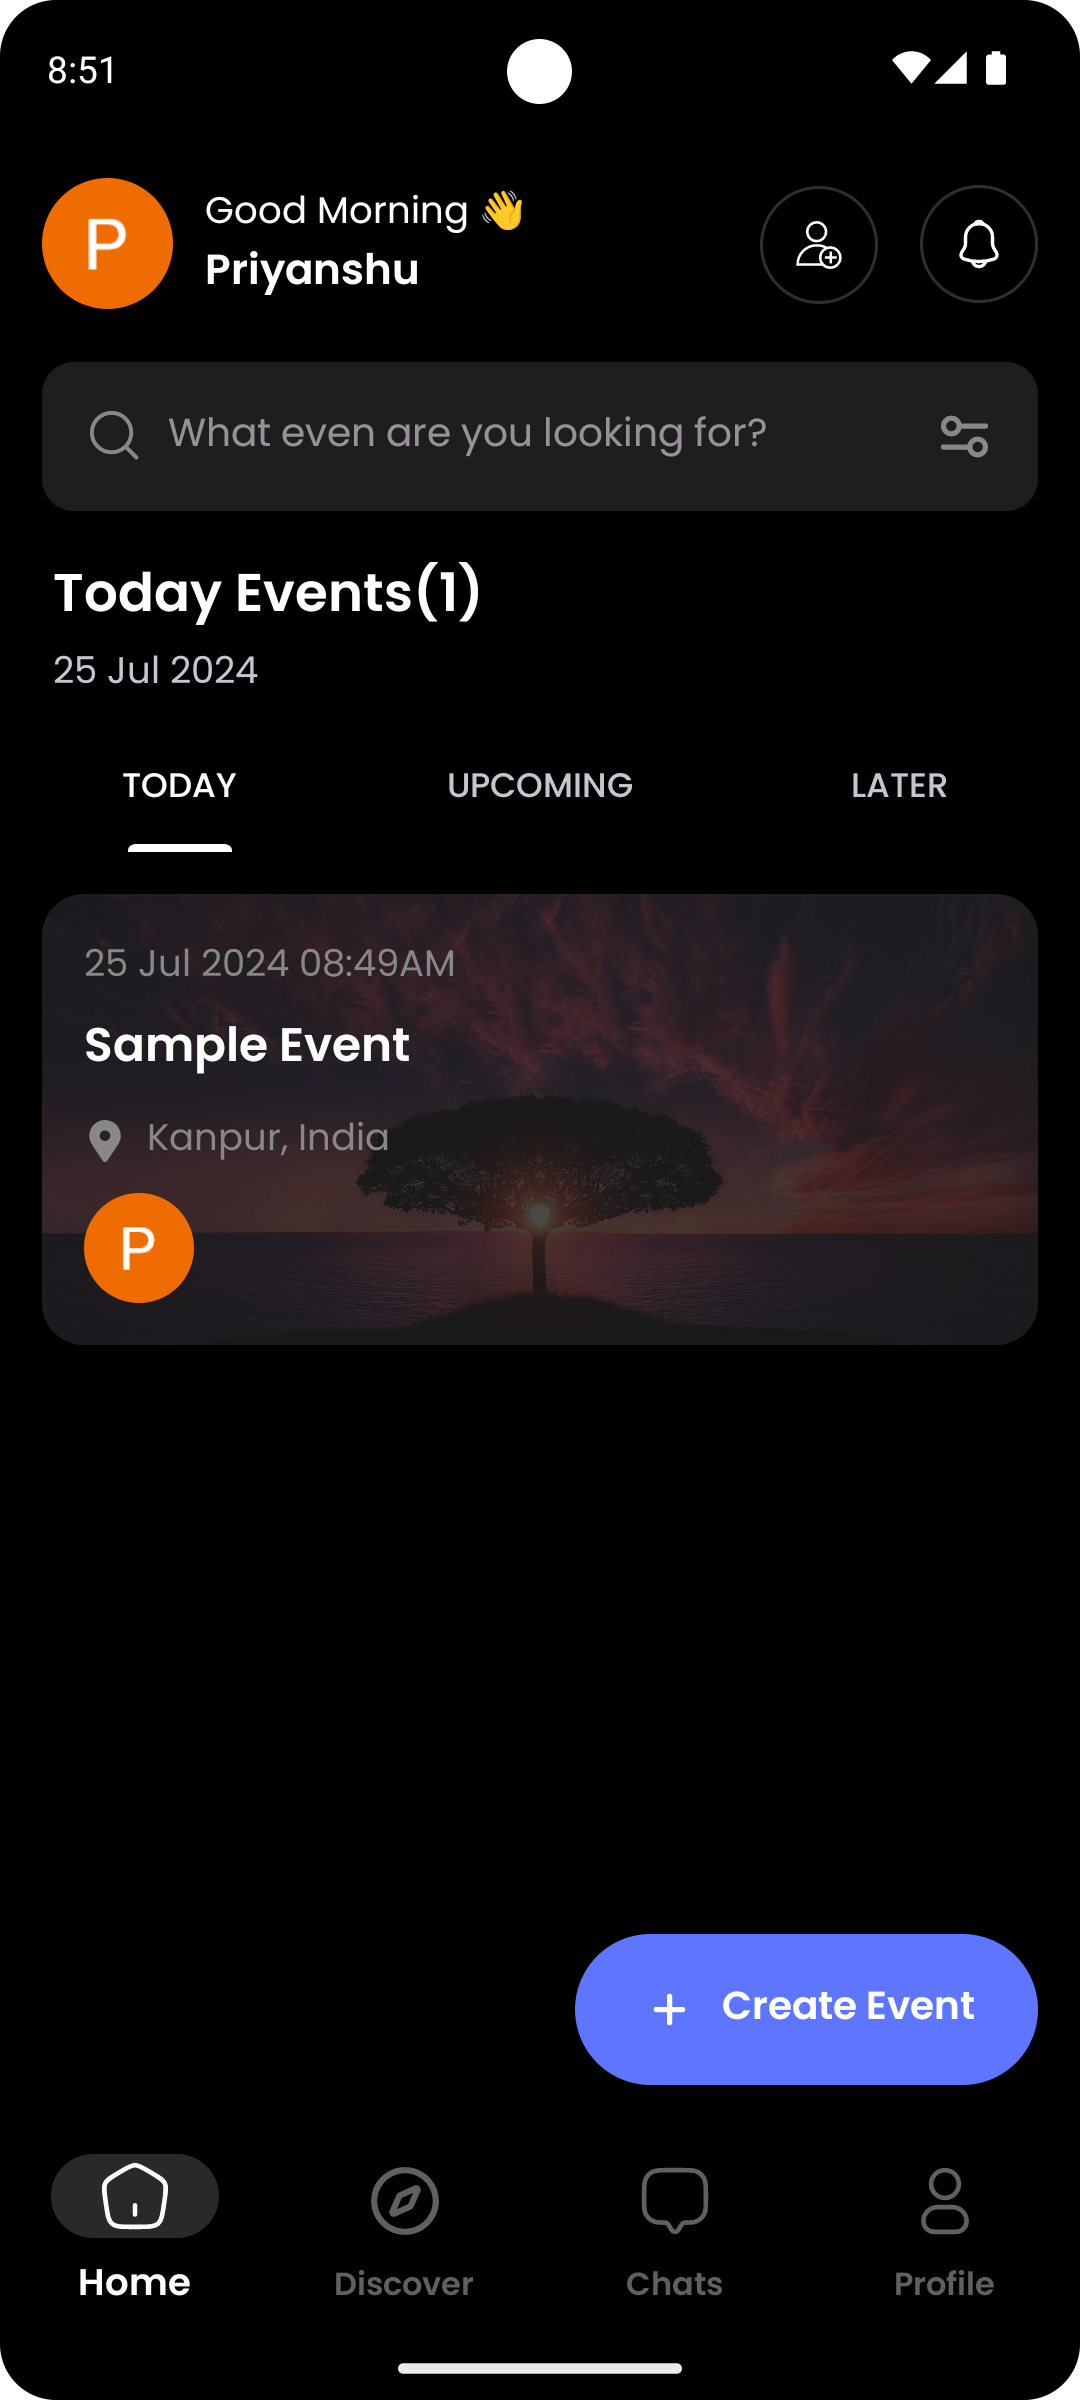 8:51
P
Good Morning 👋
Priyanshu
What even are you looking for?
Today Events(1)
25 Jul 2024
TODAY UPCOMING LATER
25 Jul 2024 08:49AM
Sample Event
Kanpur, India
P
Create Event
Home Discover Chats Profile